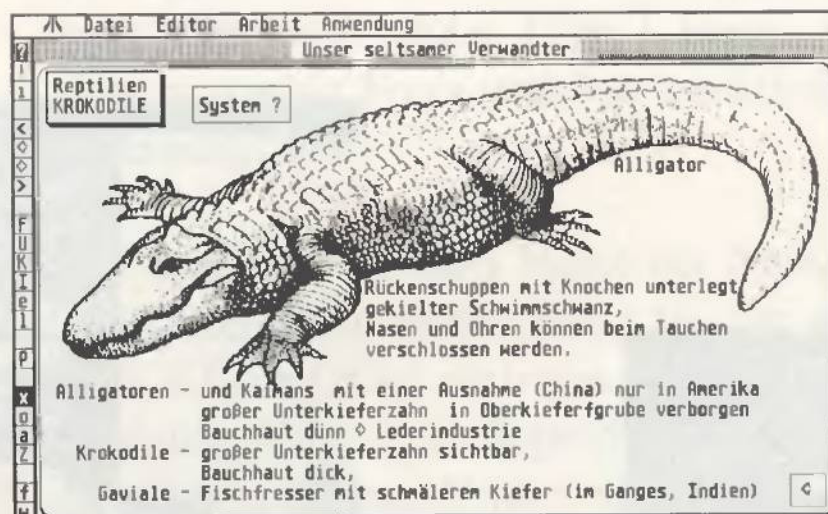 Datei Editor Arbeit Anwendung
Unser seltsamer Verwandter
Reptilien
KROKODILE
System ?
Alligator
Rückenschuppen mit Knochen unterlegt
gekielter Schwimmschwanz,
Nasen und Ohren können beim Tauchen
verschlossen werden.
Alligatoren - und Kaimans mit einer Ausnahme (China) nur in Amerika
großer Unterkieferzahn in Oberkieferfgrube verborgen
Bauchhaut dünn ◊ Lederindustrie
Krokodile - großer Unterkieferzahn sichtbar,
Bauchhaut dick,
Gaviale - Fischfresser mit schmälerem Kiefer (im Ganges, Indien)
?
1
<
◊
◊
>
F
U
K
I
e
l
p
X
o
a
Z
f